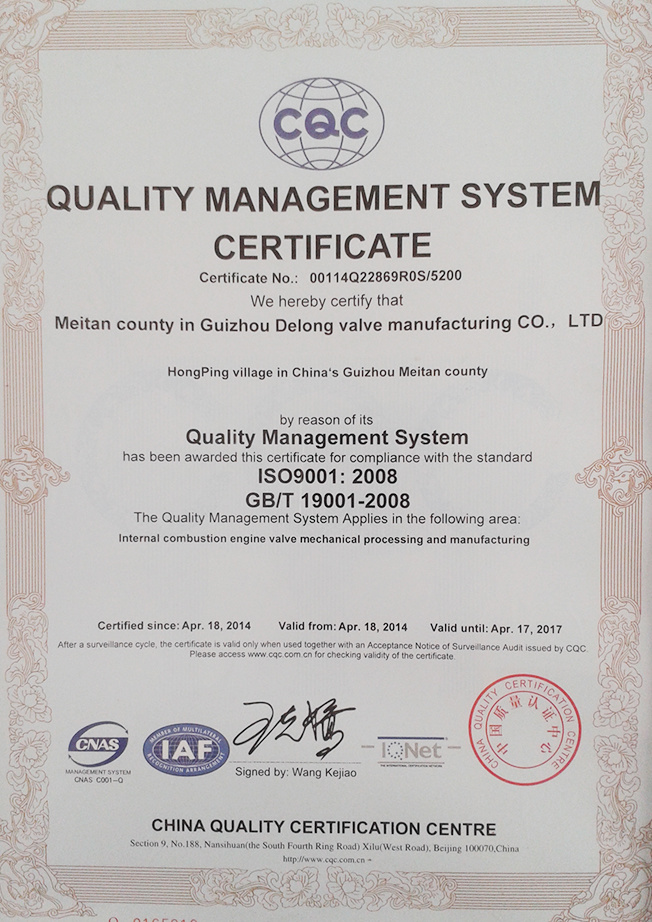 CQC
QUALITY MANAGEMENT SYSTEM
CERTIFICATE
Certificate No.: 00114Q22869R0S/5200
We hereby certify that
Meitan county in Guizhou Delong valve manufacturing CO., LTD
HongPing village in China's Guizhou Meitan county
by reason of its
Quality Management System
has been awarded this certificate for compliance with the standard
ISO9001: 2008
GB/T 19001-2008
The Quality Management System Applies in the following area:
Internal combustion engine valve mechanical processing and manufacturing
Certified since: Apr. 18, 2014 Valid from: Apr. 18, 2014 Valid until: Apr. 17, 2017
After a surveillance cycle, the certificate is valid only when used together with an Acceptance Notice of Surveillance Audit issued by CQC.
Please access www.cqc.com.cn for checking validity of the certificate.
CNAS
MANAGEMENT SYSTEM
CNAS C001-Q
MEMBER OF MULTILATERAL
IAF
RECOGNITION ARRANGEMENT
Signed by: Wang Kejiao
IQNet
THE INTERNATIONAL CERTIFICATION NETWORK
CHINA QUALITY CERTIFICATION CENTRE
中国质量认证中心
CHINA QUALITY CERTIFICATION CENTRE
Section 9, No.188, Nansihuan(the South Fourth Ring Road) Xilu(West Road), Beijing 100070,China
http://www.cqc.com.cn